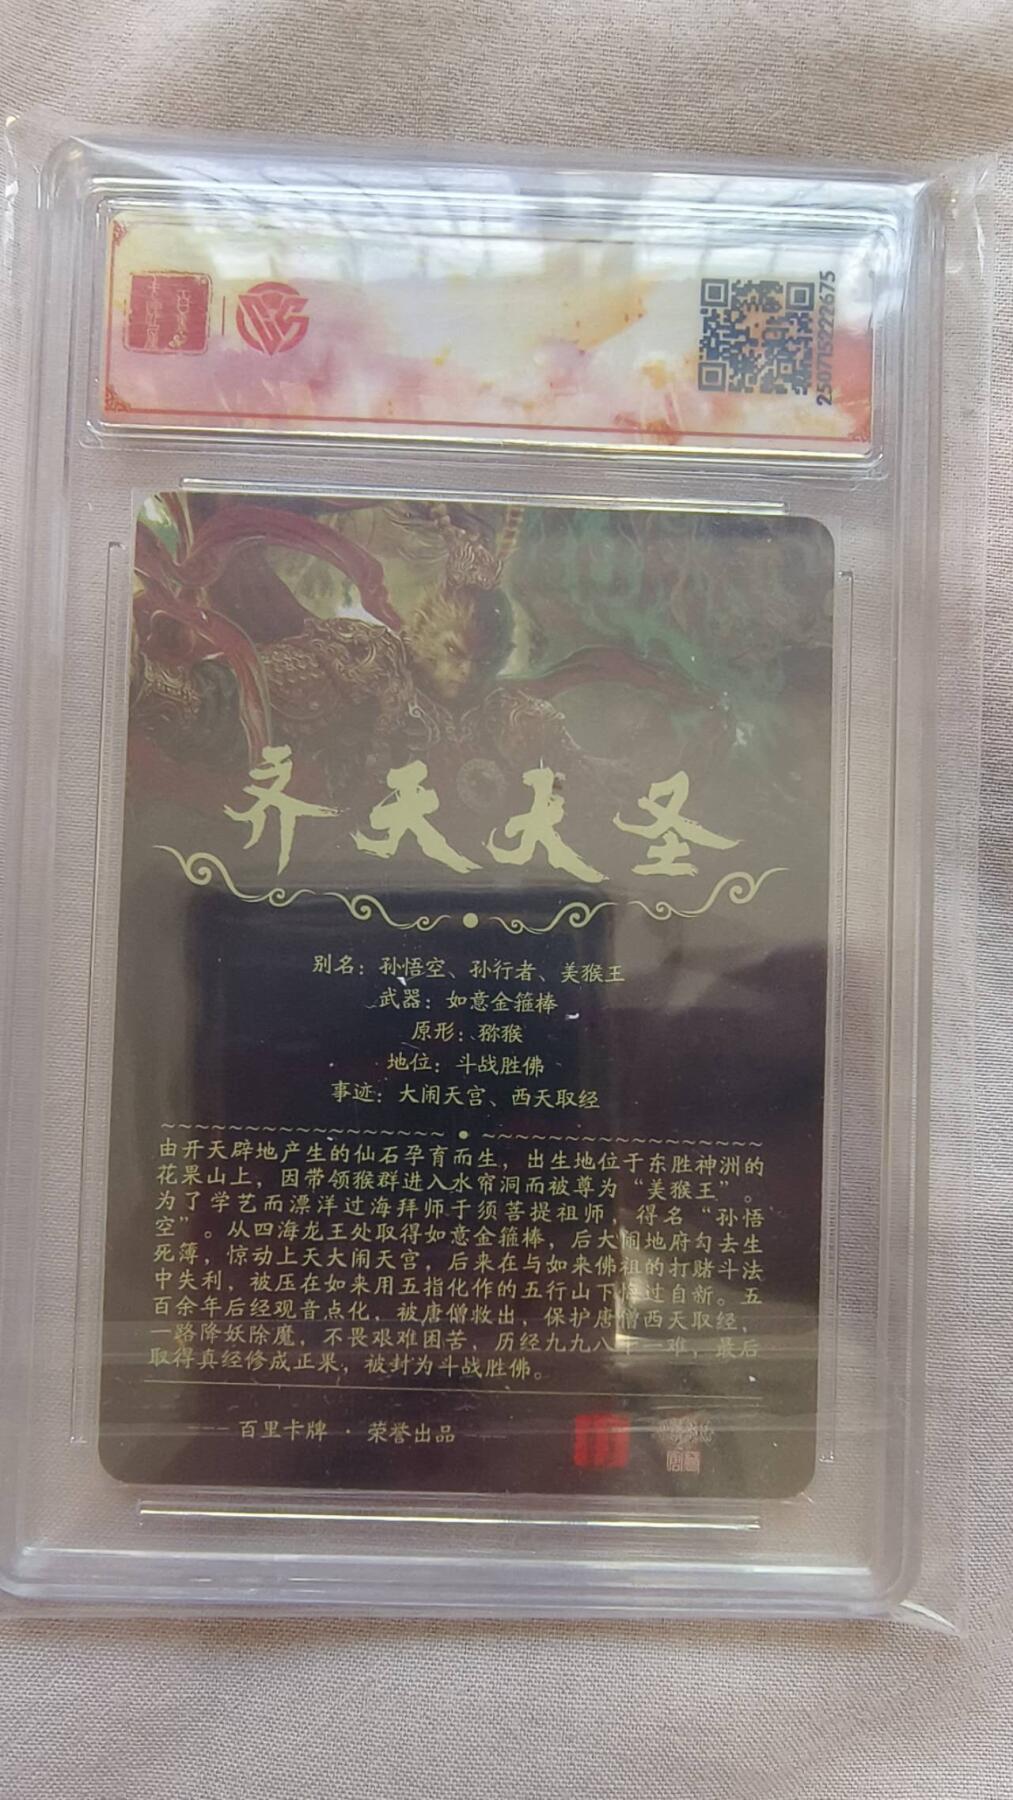 25071522675
齐天大圣
别名：孙悟空、孙行者、美猴王
武器：如意金箍棒
原形：猕猴
地位：斗战胜佛
事迹：大闹天宫、西天取经
由开天辟地产生的仙石孕育而生，出生地位于东胜神洲的
花果山上，因带领猴群进入水帘洞而被尊为“美猴王”。
为了学艺而漂洋过海拜师于须菩提祖师，得名“孙悟
空”。从四海龙王处取得如意金箍棒，后大闹地府勾去生
死薄，惊动上天大闹天宫，后来在与如来佛祖的打赌斗法
中失利，被压在如来用五指化作的五行山下悔过自新。五
百余年后经观音点化，被唐僧救出，保护唐僧西天取经，
一路降妖除魔，不畏艰难困苦，历经九九八十一难，最后
取得真经修成正果，被封为斗战胜佛。
---百里卡牌 · 荣誉出品